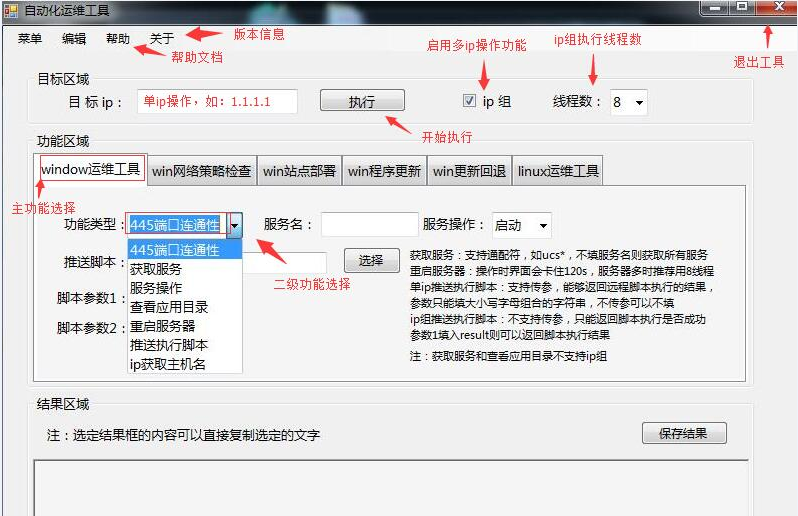 自动化运维工具
菜单 编辑 帮助 关于
版本信息
帮助文档
启用多ip操作功能
ip组执行线程数
退出工具
目标区域
目 标 ip： 单ip操作，如：1.1.1.1 执行 ip 组 线程数： 8
开始执行
功能区域
window运维工具 win网络策略检查 win站点部署 win程序更新 win更新回退 linux运维工具
主功能选择
功能类型： 445端口连通性 服务名： 服务操作： 启动
445端口连通性
获取服务
服务操作
查看应用目录
重启服务器
推送执行脚本
ip获取主机名
二级功能选择
推送脚本： 选择
脚本参数1：
脚本参数2：
获取服务：支持通配符，如ucs*，不填服务名则获取所有服务
重启服务器：操作时界面会卡住120s，服务器多时推荐用8线程
单ip推送执行脚本：支持传参，能够返回远程脚本执行的结果，
参数只能填大小写字母组合的字符串，不传参可以不填
ip组推送执行脚本：不支持传参，只能返回脚本执行是否成功
参数1填入result则可以返回脚本执行结果
注：获取服务和查看应用目录不支持ip组
结果区域
注：选定结果框的内容可以直接复制选定的文字 保存结果